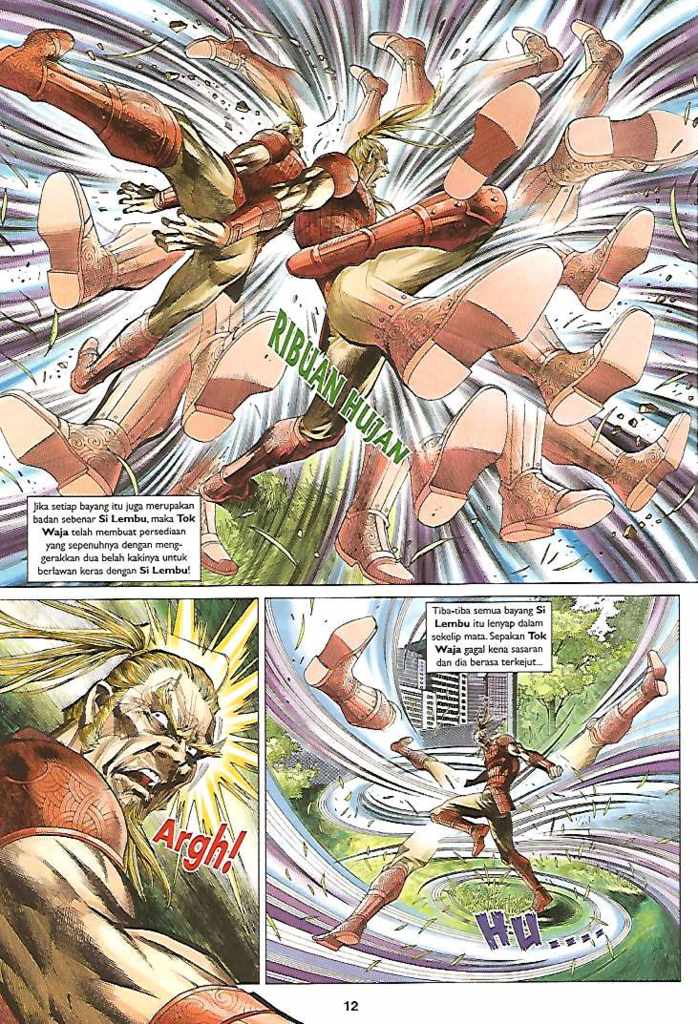 RIBUAN HUJAN
Jika setiap bayang itu juga merupakan
badan sebenar Si Lembu, maka Tok
Waja telah membuat persediaan
yang sepenuhnya dengan meng-
gerakkan dua belah kakinya untuk
berlawan keras dengan Si Lembu!
Argh!
Tiba-tiba semua bayang Si
Lembu itu lenyap dalam
sekelip mata. Sepakan Tok
Waja gagal kena sasaran
dan dia berasa terkejut...
HU....
12